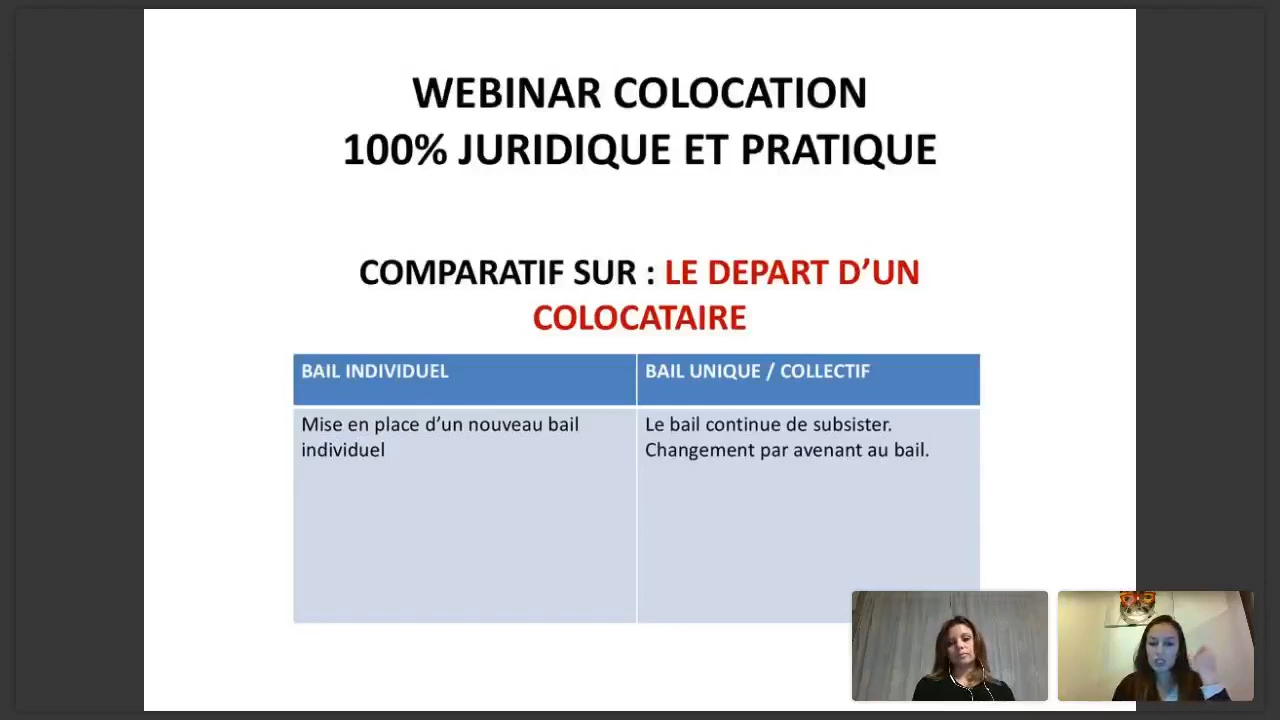 WEBINAR COLOCATION
100% JURIDIQUE ET PRATIQUE
COMPARATIF SUR : LE DEPART D’UN
COLOCATAIRE
BAIL INDIVIDUEL
BAIL UNIQUE / COLLECTIF
Mise en place d’un nouveau bail
individuel
Le bail continue de subsister.
Changement par avenant au bail.